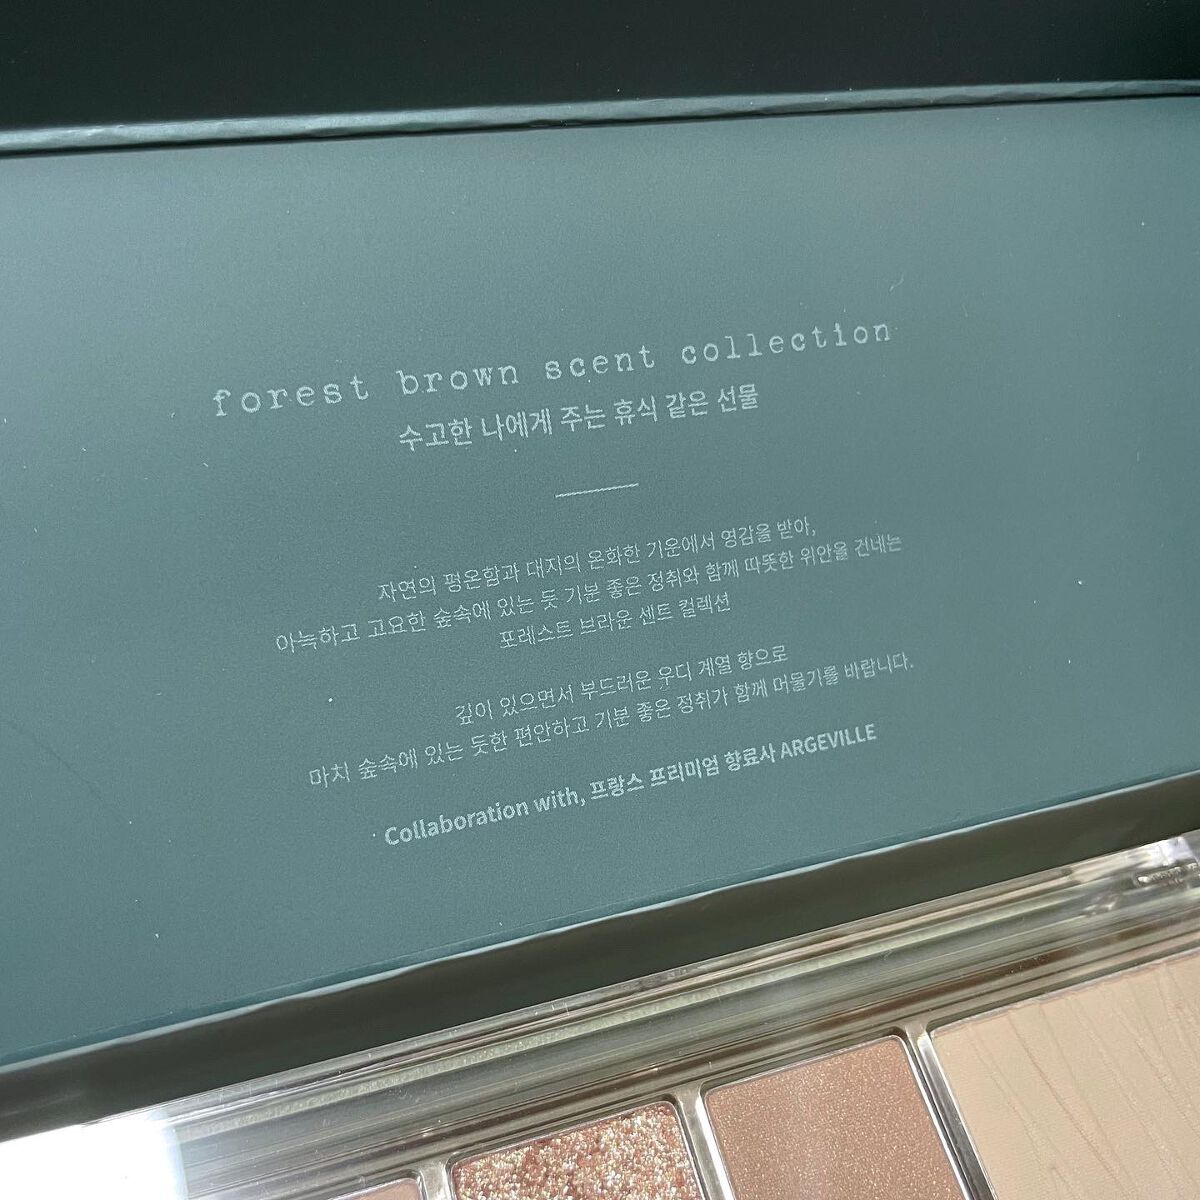 forest brown scent collection
수고한 나에게 주는 휴식 같은 선물
자연의 평온함과 대지의 온화한 기운에서 영감을 받아,
아늑하고 고요한 숲속에 있는 듯 기분 좋은 정취와 함께 따뜻한 위안을 건네는
포레스트 브라운 센트 컬렉션
깊이 있으면서 부드러운 우디 계열 향으로
마치 숲속에 있는 듯한 편안하고 기분 좋은 정취가 함께 머물기를 바랍니다.
Collaboration with, 프랑스 프리미엄 향료사 ARGEVILLE